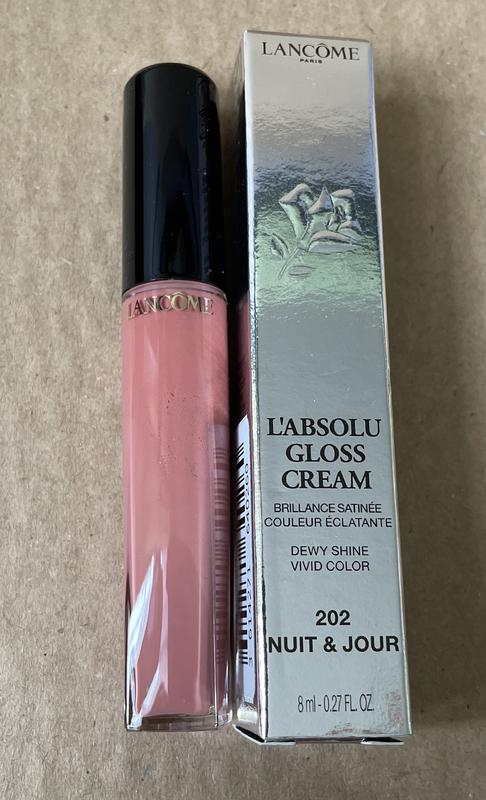 LANCÔME
LANCÔME
PARIS
L'ABSOLU
GLOSS
CREAM
BRILLANCE SATINÉE
COULEUR ÉCLATANTE
DEWY SHINE
VIVID COLOR
202
NUIT & JOUR
8 ml - 0.27 FL. OZ.